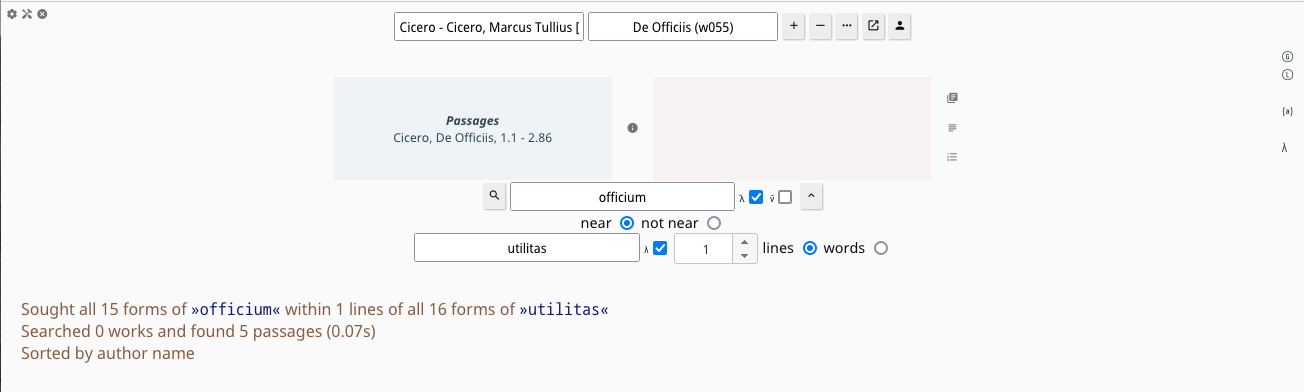 Cicero - Cicero, Marcus Tullius [
De Officiis (w055)
G
L
Passages
Cicero, De Officiis, 1.1 - 2.86
(a)
λ
officium
λ
v̄
near
not near
utilitas
λ
1
lines
words
Sought all 15 forms of »officium« within 1 lines of all 16 forms of »utilitas«
Searched 0 works and found 5 passages (0.07s)
Sorted by author name